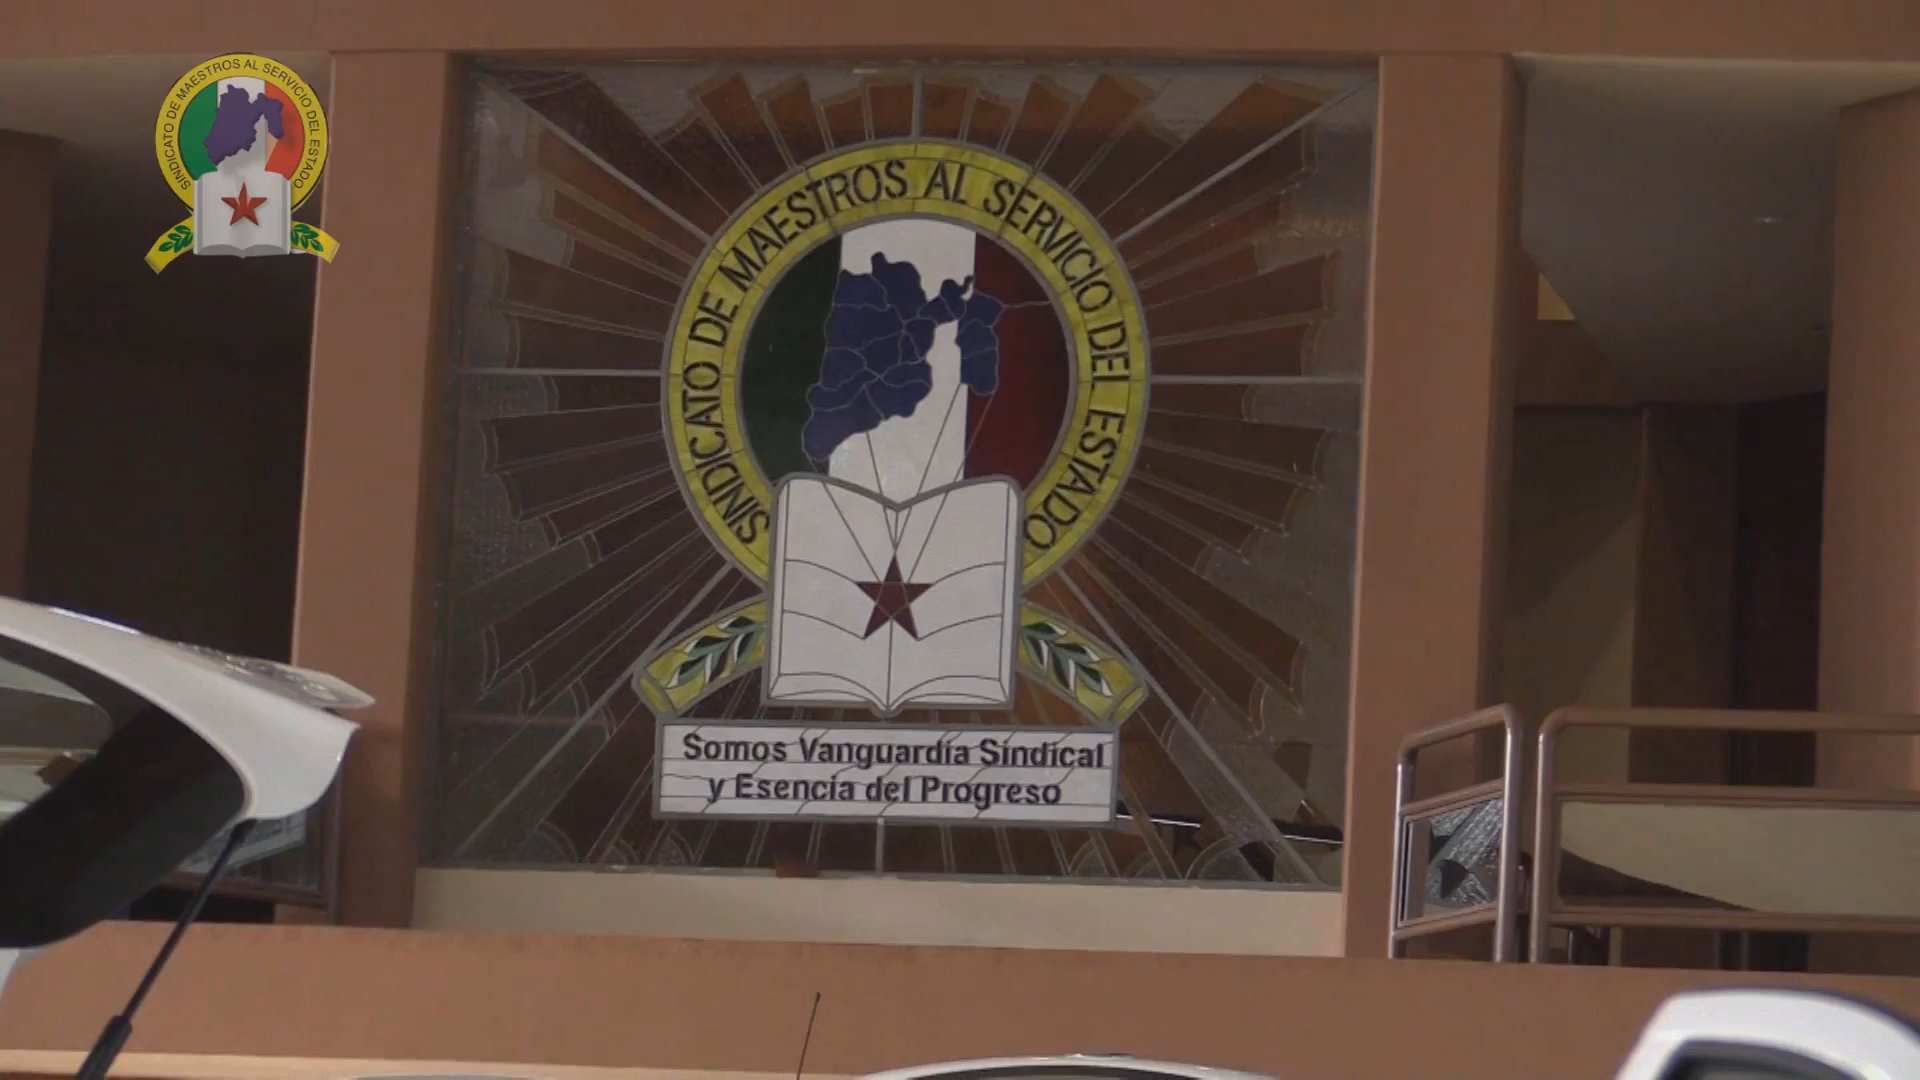 SINDICATO DE MAESTROS AL SERVICIO DEL ESTADO
SINDICATO DE MAESTROS AL SERVICIO DEL ESTADO
Somos Vanguardia Sindical
y Esencia del Progreso